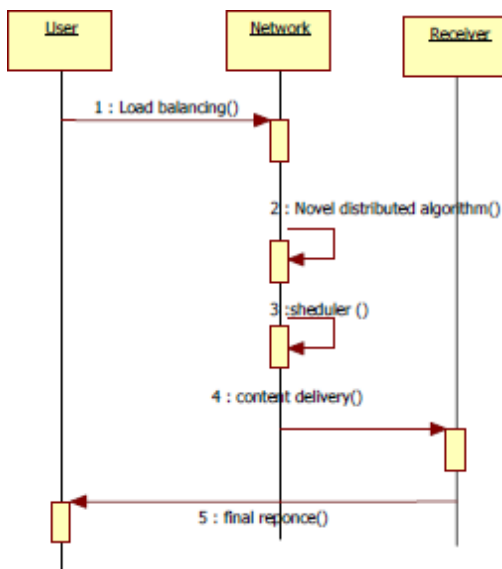 User
Network
Receiver
1 : Load balancing()
2 : Novel distributed algorithm()
3 :sheduler ()
4 : content delivery()
5 : final reponce()